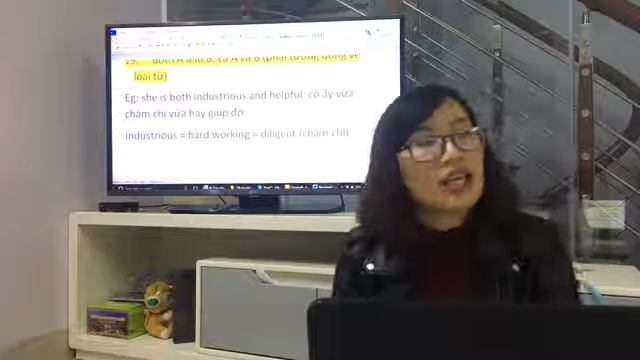 19. Both A and B: cả A và B (phải tương đồng về
loại từ)
Eg: she is both industrious and helpful: cô ấy vừa
chăm chỉ vừa hay giúp đỡ
Industrious = hard working = diligent (chăm chỉ)